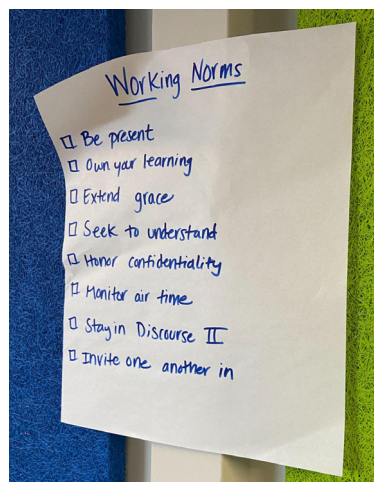 Working Norms
Be present
Own your learning
Extend grace
Seek to understand
Honor confidentiality
Monitor air time
Stay in Discourse II
Invite one another in